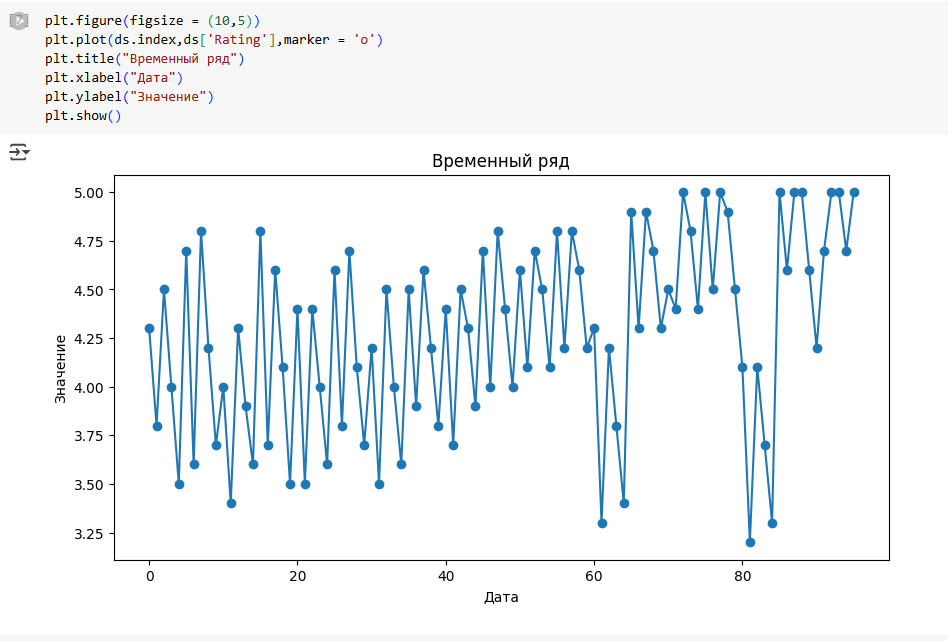 plt.figure(figsize = (10,5))
plt.plot(ds.index,ds['Rating'],marker = 'o')
plt.title("Временный ряд")
plt.xlabel("Дата")
plt.ylabel("Значение")
plt.show()
Временный ряд
5.00
4.75
4.50
4.25
4.00
3.75
3.50
3.25
Значение
0 20 40 60 80
Дата